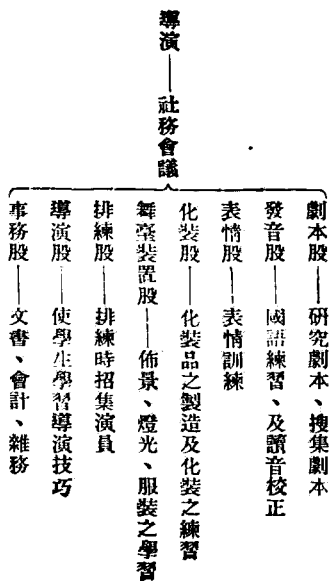 導演——社務會議
劇本股——研究劇本、搜集劇本
發音股——國語練習、及讀音校正
表情股——表情訓練
化裝股——化裝品之製造及化裝之練習
舞臺裝置股——佈景、燈光、服裝之學習
排練股——排練時招集演員
導演股——使學生學習導演技巧
事務股——文書、會計、雜務